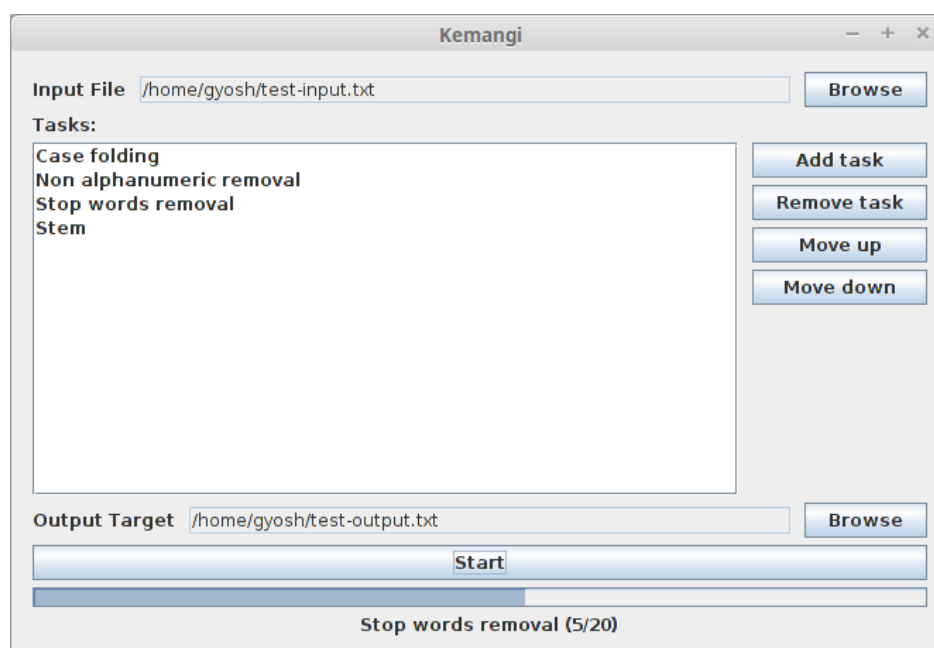 Kemangi
Input File /home/gyosh/test-input.txt Browse
Tasks:
Case folding
Non alphanumeric removal
Stop words removal
Stem
Add task
Remove task
Move up
Move down
Output Target /home/gyosh/test-output.txt Browse
Start
Stop words removal (5/20)